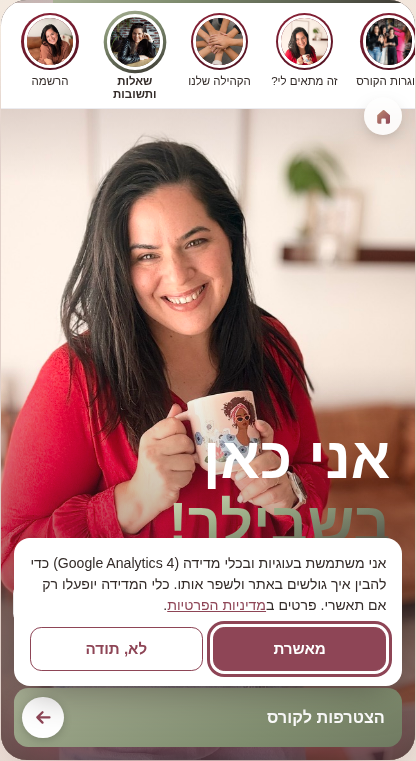 הרשמה
שאלות
ותשובות
הקהילה שלנו
זה מתאים לי?
וגרות הקורס
אני כאן
בשבילך!
אני משתמשת בעוגיות ובכלי מדידה (Google Analytics 4) כדי
להבין איך גולשים באתר ולשפר אותו. כלי המדידה יופעלו רק
אם תאשרי. פרטים במדיניות הפרטיות.
מאשרת
לא, תודה
הצטרפות לקורס